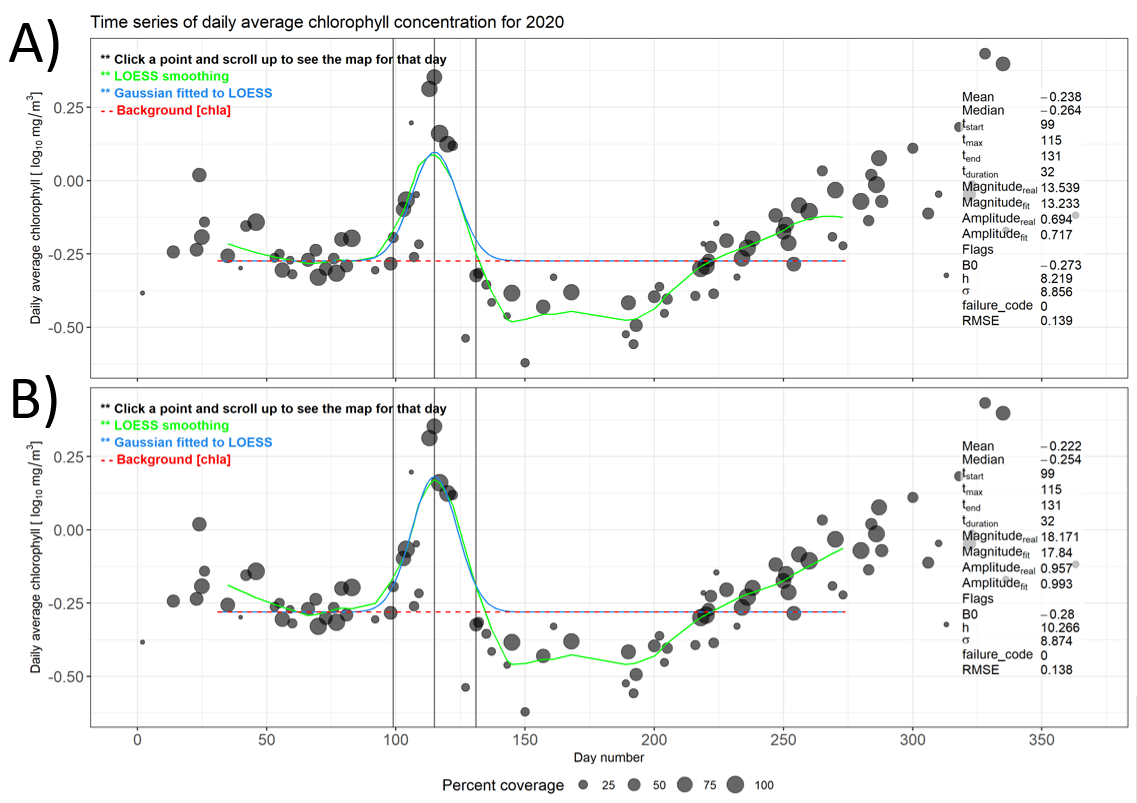 Time series of daily average chlorophyll concentration for 2020
A)
** Click a point and scroll up to see the map for that day
** LOESS smoothing
** Gaussian fitted to LOESS
-- Background [chla]
Daily average chlorophyll [ log10 mg/m3]
0.25
0.00
-0.25
-0.50
Mean −0.238
Median −0.264
tstart 99
tmax 115
tend 131
tduration 32
Magnitudereal 13.539
Magnitudefit 13.233
Amplitudereal 0.694
Amplitudefit 0.717
Flags
B0 −0.273
h 8.219
σ 8.856
failure_code 0
RMSE 0.139
B)
** Click a point and scroll up to see the map for that day
** LOESS smoothing
** Gaussian fitted to LOESS
-- Background [chla]
Daily average chlorophyll [ log10 mg/m3]
0.25
0.00
-0.25
-0.50
Mean −0.222
Median −0.254
tstart 99
tmax 115
tend 131
tduration 32
Magnitudereal 18.171
Magnitudefit 17.84
Amplitudereal 0.957
Amplitudefit 0.993
Flags
B0 −0.28
h 10.266
σ 8.874
failure_code 0
RMSE 0.138
0 50 100 150 200 250 300 350
Day number
Percent coverage 25 50 75 100